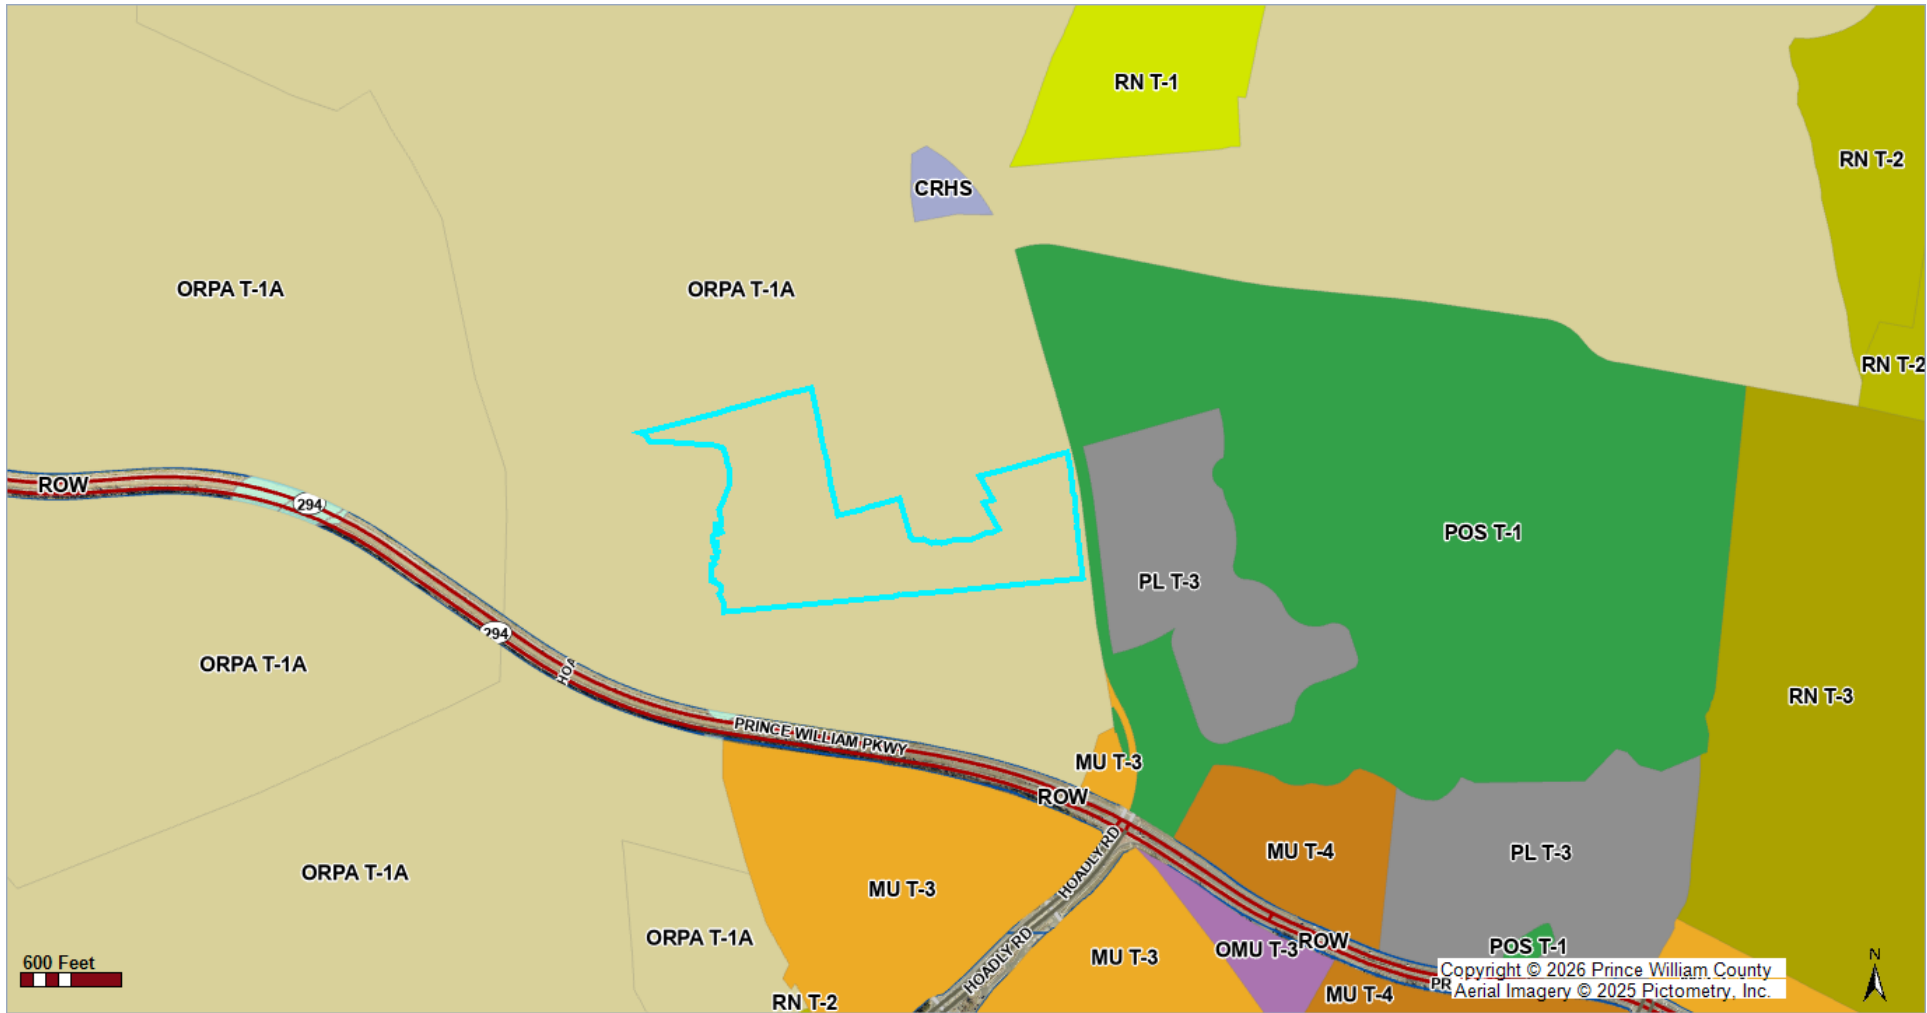 RN T-1
RN T-2
CRHS
ORPA T-1A
ORPA T-1A
RN T-2
ROW
294
POS T-1
PL T-3
294
HOA
ORPA T-1A
RN T-3
PRINCE WILLIAM PKWY
MU T-3
ROW
HOADLY RD
MU T-4
PL T-3
ORPA T-1A
MU T-3
ORPA T-1A
HOADLY RD
MU T-3
OMU T-3
ROW
POS T-1
600 Feet
N
Copyright © 2026 Prince William County
PR
Aerial Imagery © 2025 Pictometry, Inc.
RN T-2
MU T-4